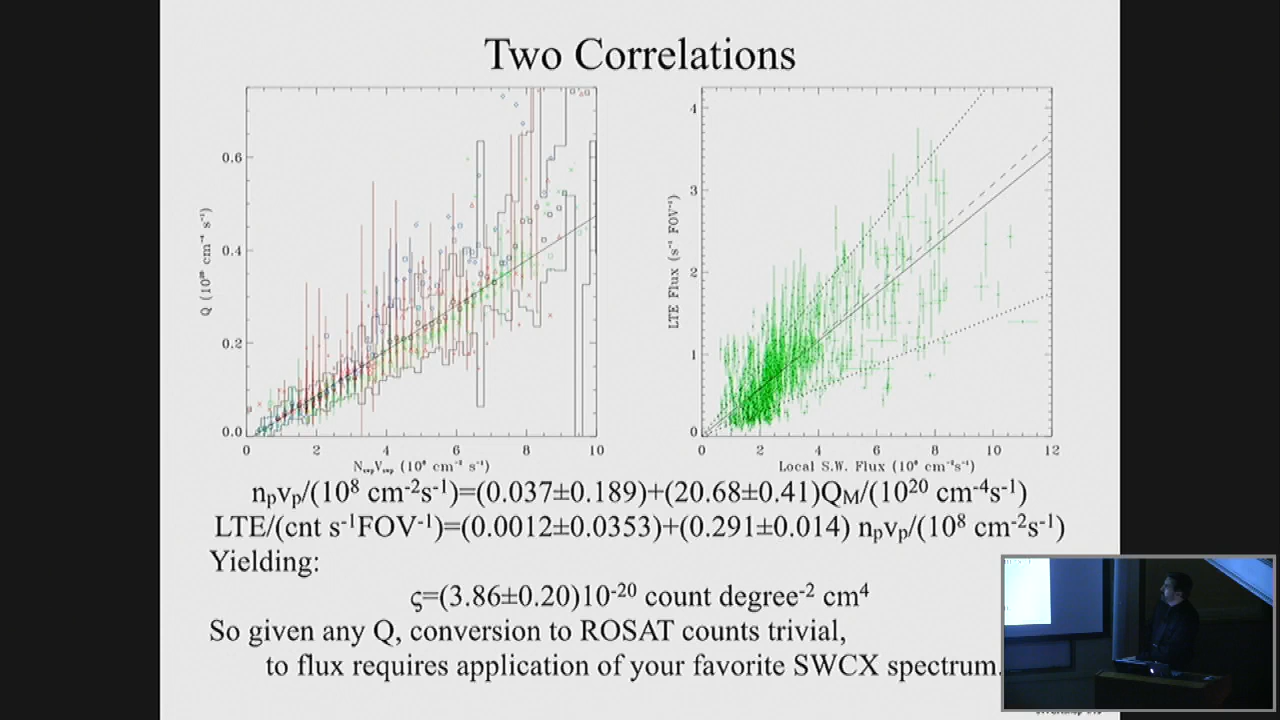 Two Correlations
0.6
0.4
0.2
0.0
Q (10²⁰ cm⁻⁴ s⁻¹)
0 2 4 6 8 10
4
3
2
1
0
LTE Flux (s⁻¹ FOV⁻¹)
0 2 4 6 8 10 12
Local S.W. Flux (10⁸ cm⁻²s⁻¹)
nₚvₚ/(10⁸ cm⁻²s⁻¹)=(0.037±0.189)+(20.68±0.41)Qᴍ/(10²⁰ cm⁻⁴s⁻¹)
LTE/(cnt s⁻¹FOV⁻¹)=(0.0012±0.0353)+(0.291±0.014) nₚvₚ/(10⁸ cm⁻²s⁻¹)
Yielding:
ς=(3.86±0.20)10⁻²⁰ count degree⁻² cm⁴
So given any Q, conversion to ROSAT counts trivial,
to flux requires application of your favorite SWCX spectrum.